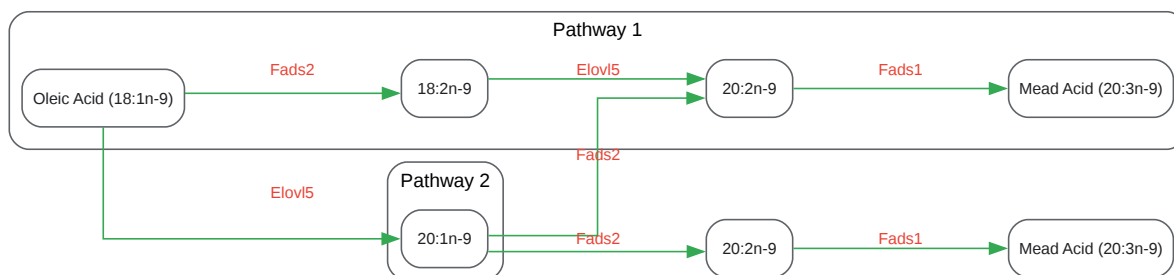 Pathway 1
Fads2
Elovl5
Fads1
Oleic Acid (18:1n-9)
18:2n-9
20:2n-9
Mead Acid (20:3n-9)
Fads2
Pathway 2
Elovl5
20:1n-9
Fads2
20:2n-9
Fads1
Mead Acid (20:3n-9)